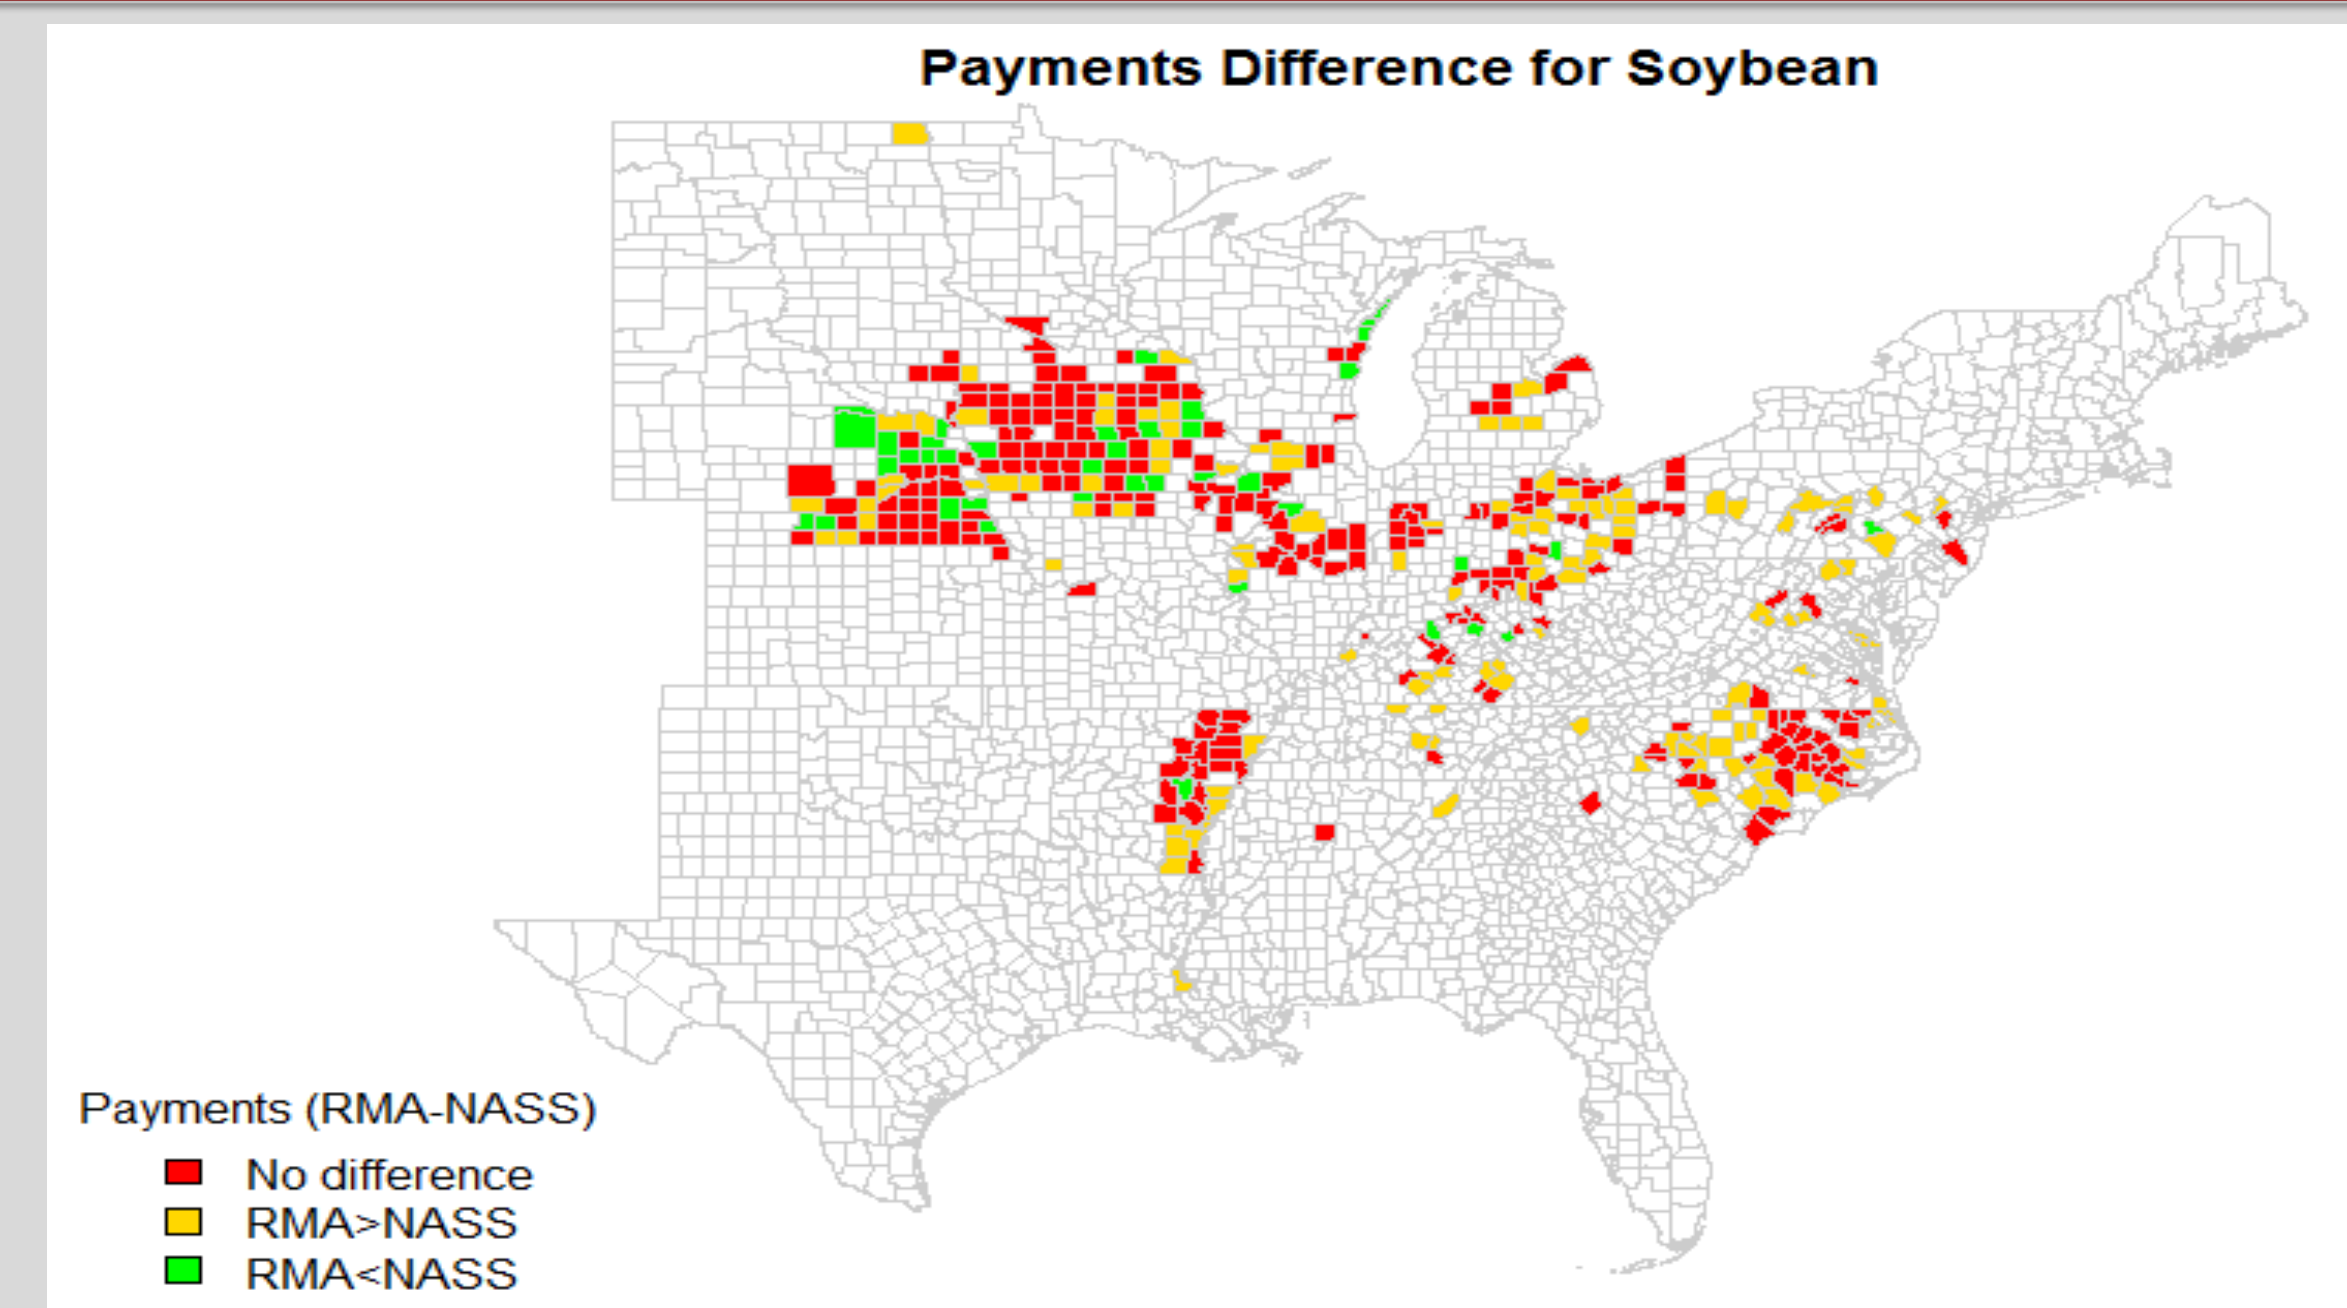 Payments Difference for Soybean
Payments (RMA-NASS)
No difference
RMA>NASS
RMA<NASS